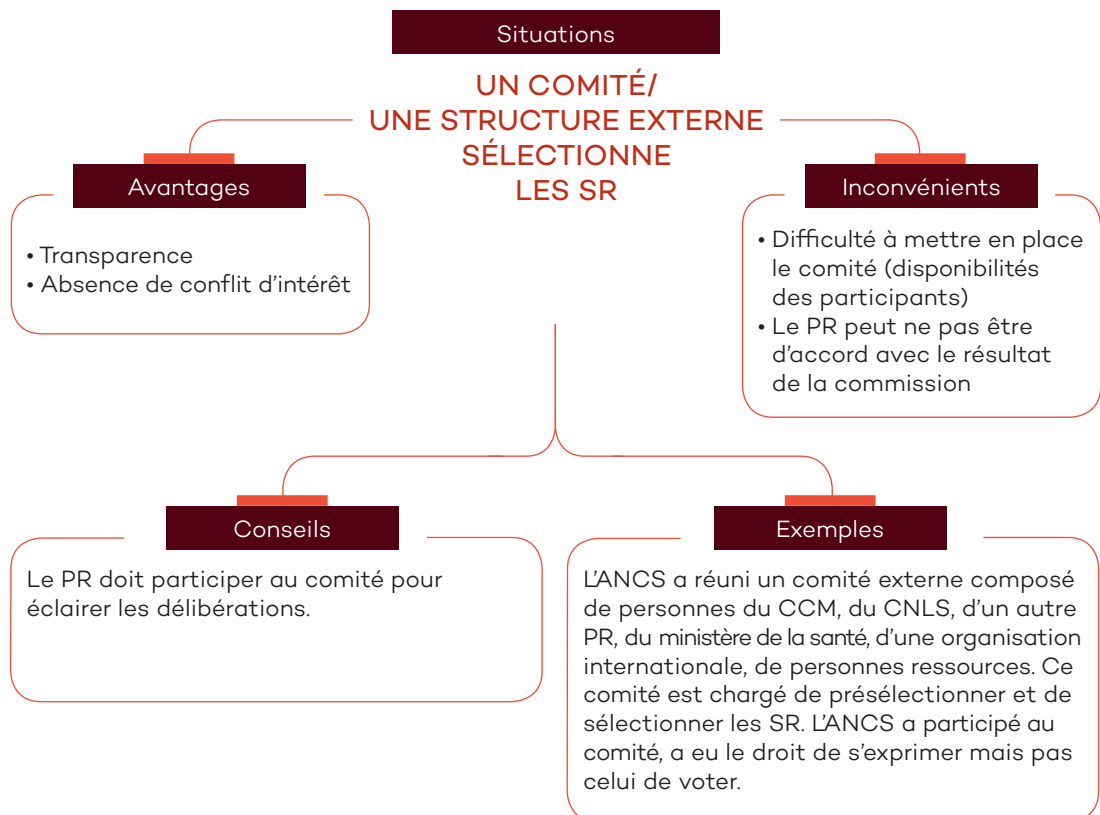 Situations
UN COMITÉ/
UNE STRUCTURE EXTERNE
SÉLECTIONNE
LES SR
Avantages
• Transparence
• Absence de conflit d’intérêt
Inconvénients
• Difficulté à mettre en place
le comité (disponibilités
des participants)
• Le PR peut ne pas être
d’accord avec le résultat
de la commission
Conseils
Le PR doit participer au comité pour
éclairer les délibérations.
Exemples
L’ANCS a réuni un comité externe composé
de personnes du CCM, du CNLS, d’un autre
PR, du ministère de la santé, d’une organisation
internationale, de personnes ressources. Ce
comité est chargé de présélectionner et de
sélectionner les SR. L’ANCS a participé au
comité, a eu le droit de s’exprimer mais pas
celui de voter.